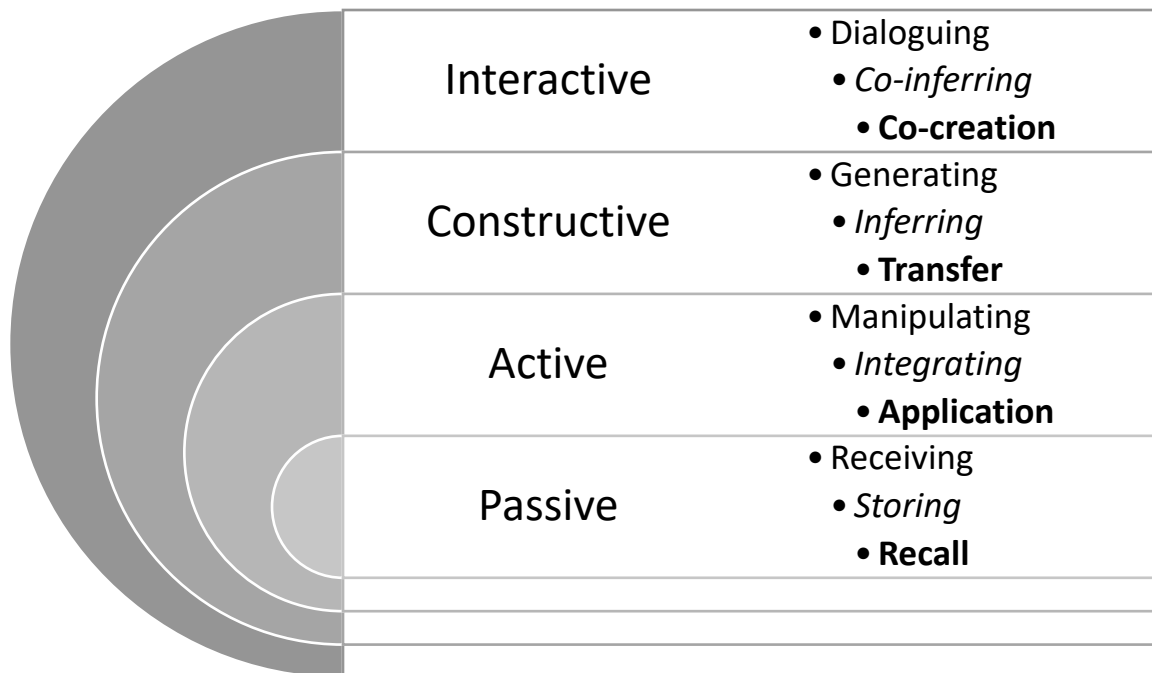 Interactive
• Dialoguing
• Co-inferring
• Co-creation
Constructive
• Generating
• Inferring
• Transfer
Active
• Manipulating
• Integrating
• Application
Passive
• Receiving
• Storing
• Recall